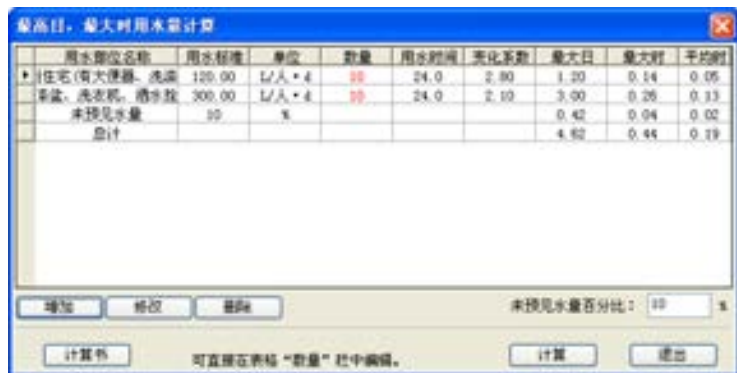 最高日，最大时用水量计算
用水部位名称 用水标准 单位 数量 用水时间 变化系数 最大日 最大时 平均时
住宅(有大便器、洗涤 120.00 L/人·d 10 24.0 2.80 1.20 0.14 0.05
涤盆、洗衣机、洒水栓 300.00 L/人·d 10 24.0 2.10 3.00 0.26 0.13
未预见水量 10 % 0.42 0.04 0.02
总计 4.62 0.44 0.19
增加 修改 删除 未预见水量百分比： 10 %
计算书 可直接在表格“数量”栏中编辑。 计算 退出